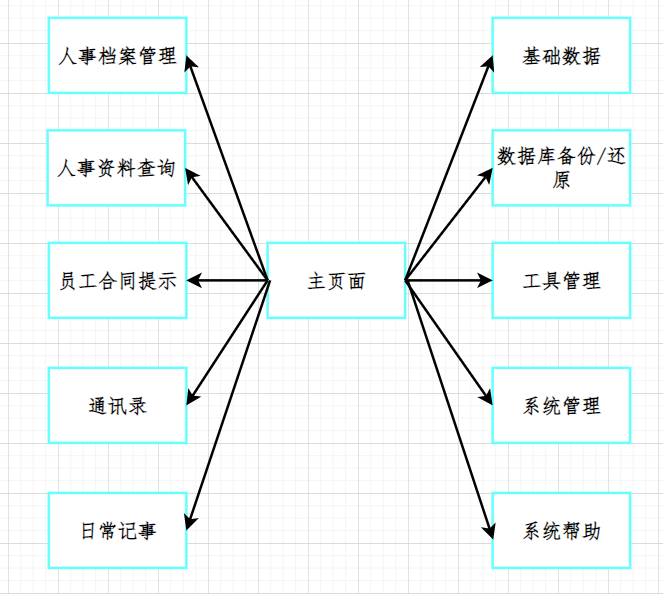 人事档案管理
基础数据
人事资料查询
数据库备份/还
原
员工合同提示
主页面
工具管理
通讯录
系统管理
日常记事
系统帮助